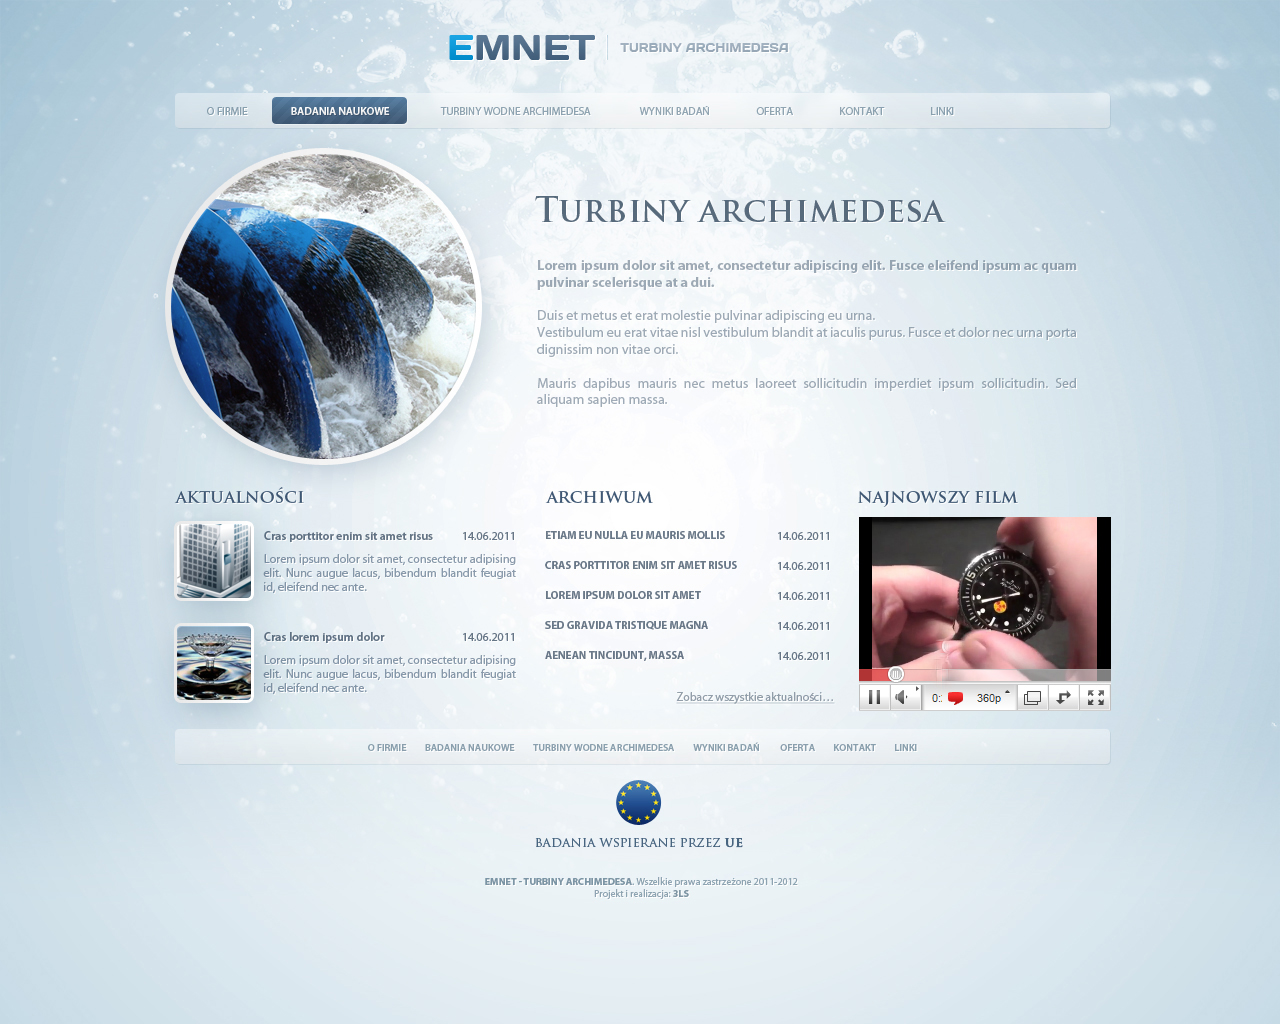 EMNET TURBINY ARCHIMEDESA
O FIRMIE BADANIA NAUKOWE TURBINY WODNE ARCHIMEDESA WYNIKI BADAŃ OFERTA KONTAKT LINKI
TURBINY ARCHIMEDESA
Lorem ipsum dolor sit amet, consectetur adipiscing elit. Fusce eleifend ipsum ac quam
pulvinar scelerisque at a dui.
Duis et metus et erat molestie pulvinar adipiscing eu urna.
Vestibulum eu erat vitae nisl vestibulum blandit at iaculis purus. Fusce et dolor nec urna porta
dignissim non vitae orci.
Mauris dapibus mauris nec metus laoreet sollicitudin imperdiet ipsum sollicitudin. Sed
aliquam sapien massa.
AKTUALNOŚCI
Cras porttitor enim sit amet risus 14.06.2011
Lorem ipsum dolor sit amet, consectetur adipising
elit. Nunc augue lacus, bibendum blandit feugiat
id, eleifend nec ante.
Cras lorem ipsum dolor 14.06.2011
Lorem ipsum dolor sit amet, consectetur adipising
elit. Nunc augue lacus, bibendum blandit feugiat
id, eleifend nec ante.
ARCHIWUM
ETIAM EU NULLA EU MAURIS MOLLIS 14.06.2011
CRAS PORTTITOR ENIM SIT AMET RISUS 14.06.2011
LOREM IPSUM DOLOR SIT AMET 14.06.2011
SED GRAVIDA TRISTIQUE MAGNA 14.06.2011
AENEAN TINCIDUNT, MASSA 14.06.2011
Zobacz wszystkie aktualności...
NAJNOWSZY FILM
0: 360p
O FIRMIE BADANIA NAUKOWE TURBINY WODNE ARCHIMEDESA WYNIKI BADAŃ OFERTA KONTAKT LINKI
BADANIA WSPIERANE PRZEZ UE
EMNET - TURBINY ARCHIMEDESA. Wszelkie prawa zastrzeżone 2011-2012
Projekt i realizacja: 3LS